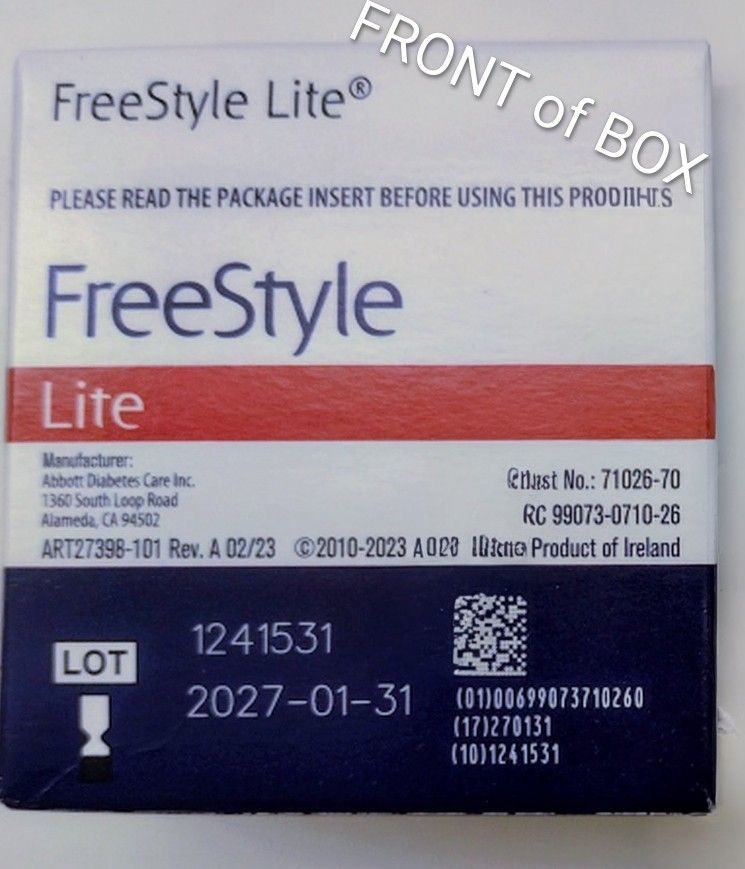 FRONT of BOX
FreeStyle Lite®
PLEASE READ THE PACKAGE INSERT BEFORE USING THIS
FreeStyle
Lite
Manufacturer:
Abbott Diabetes Care Inc.
1360 South Loop Road
Alameda, CA 94502
No.: 71026-70
RC 99073-0710-26
ART27398-101 Rev. A 02/23 ©2010-2023 Product of Ireland
LOT 1241531
2027-01-31
(01)00699073710260
(17)270131
(10)1241531